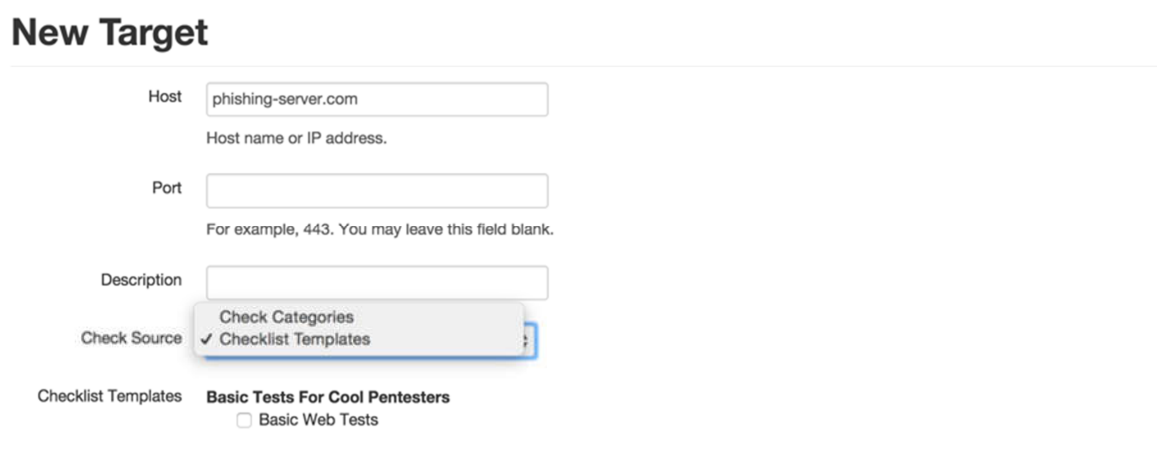 New Target
Host
phishing-server.com
Host name or IP address.
Port
For example, 443. You may leave this field blank.
Description
Check Categories
Check Source
✓ Checklist Templates
Checklist Templates
Basic Tests For Cool Pentesters
Basic Web Tests